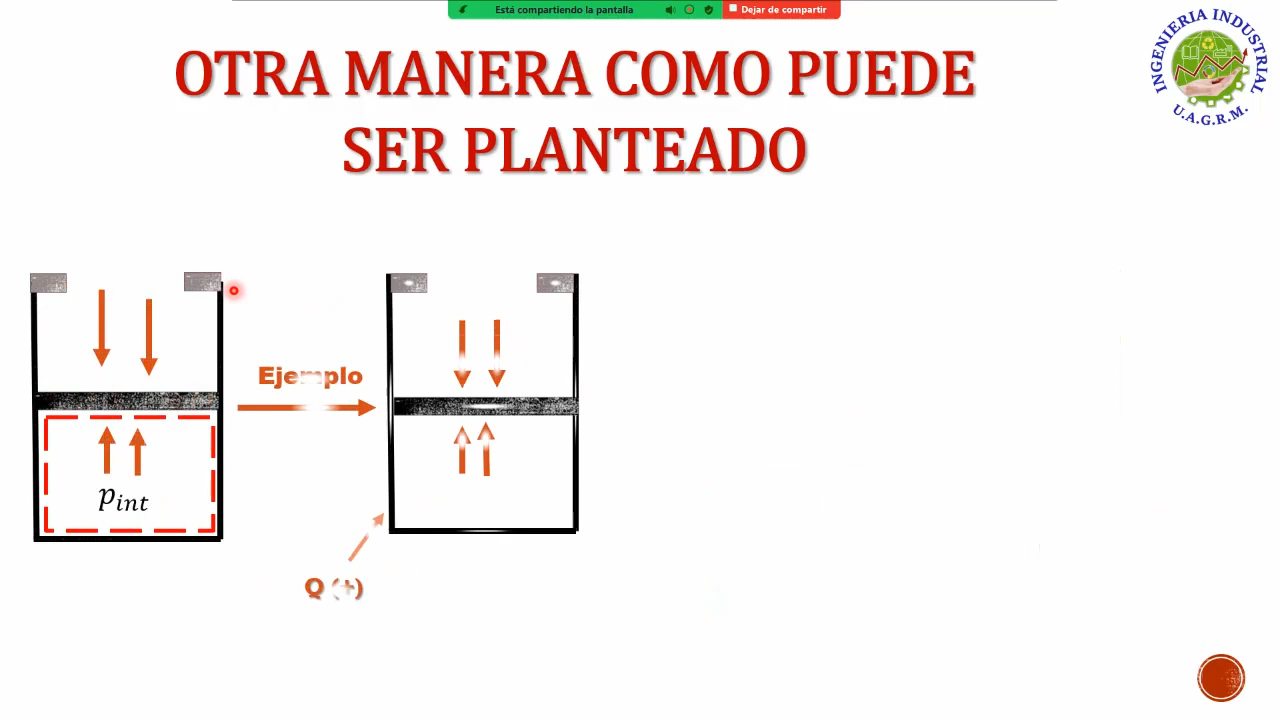 Está compartiendo la pantalla
Dejar de compartir
OTRA MANERA COMO PUEDE
SER PLANTEADO
INGENIERIA INDUSTRIAL
U.A.G.R.M.
Ejemplo
p_int
Q (+)